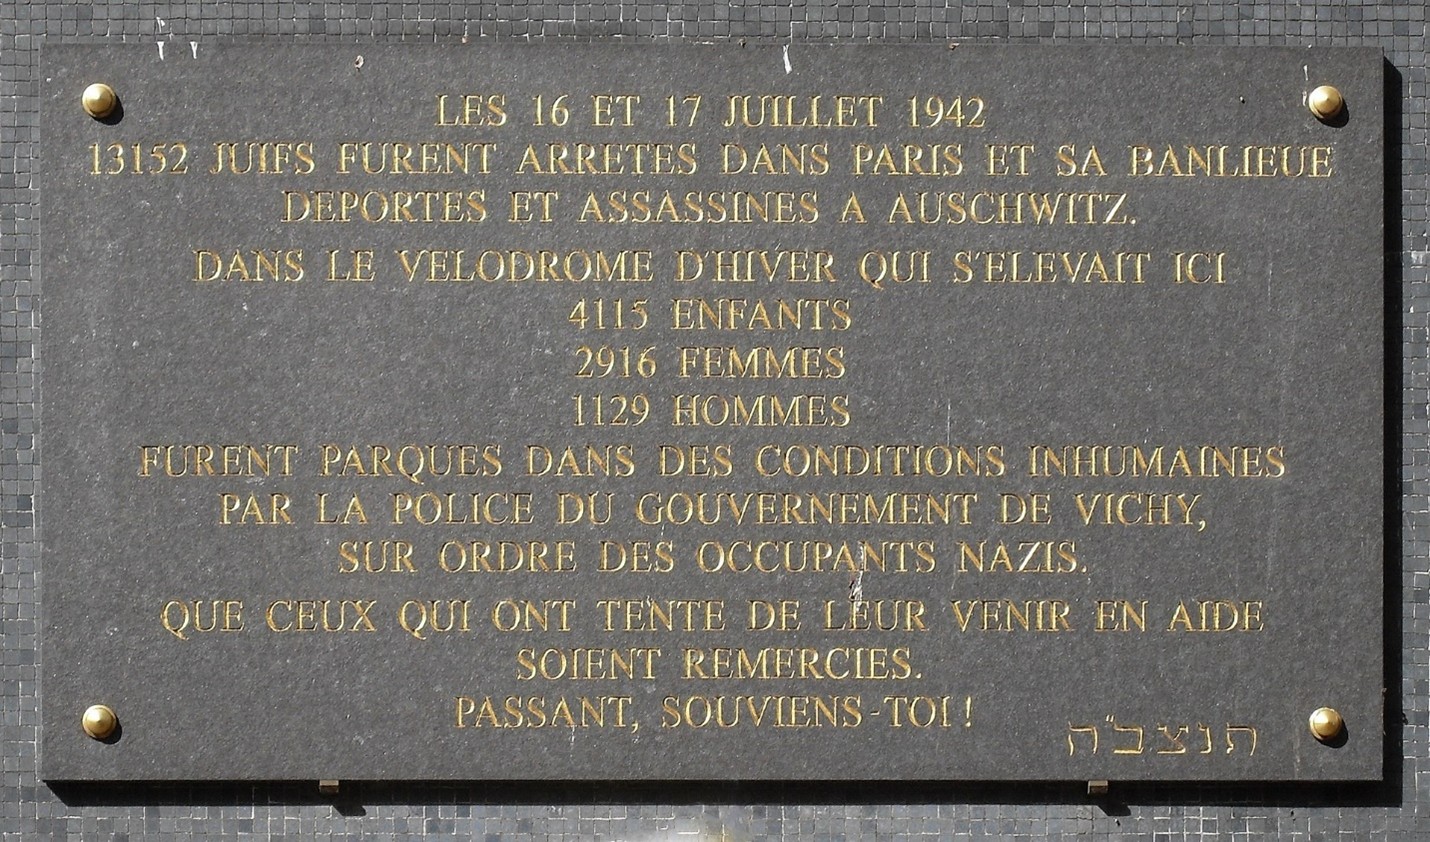 LES 16 ET 17 JUILLET 1942
13152 JUIFS FURENT ARRETES DANS PARIS ET SA BANLIEUE
DEPORTES ET ASSASSINES A AUSCHWITZ.
DANS LE VELODROME D'HIVER QUI S'ELEVAIT ICI
4115 ENFANTS
2916 FEMMES
1129 HOMMES
FURENT PARQUES DANS DES CONDITIONS INHUMAINES
PAR LA POLICE DU GOUVERNEMENT DE VICHY,
SUR ORDRE DES OCCUPANTS NAZIS.
QUE CEUX QUI ONT TENTE DE LEUR VENIR EN AIDE
SOIENT REMERCIES.
PASSANT, SOUVIENS-TOI !
תנצב"ה